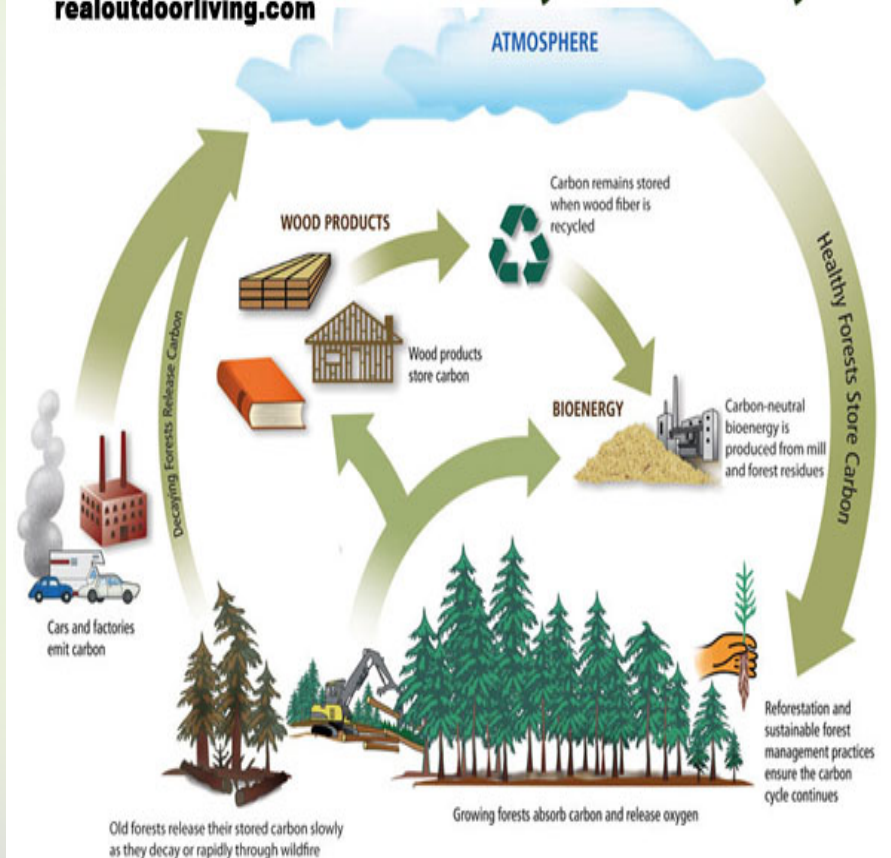 realoutdoorliving.com
ATMOSPHERE
Carbon remains stored
when wood fiber is
recycled
WOOD PRODUCTS
Wood products
store carbon
BIOENERGY
Carbon-neutral
bioenergy is
produced from mill
and forest residues
Healthy Forests Store Carbon
Decaying Forests Release Carbon
Cars and factories
emit carbon
Reforestation and
sustainable forest
management practices
ensure the carbon
cycle continues
Growing forests absorb carbon and release oxygen
Old forests release their stored carbon slowly
as they decay or rapidly through wildfire